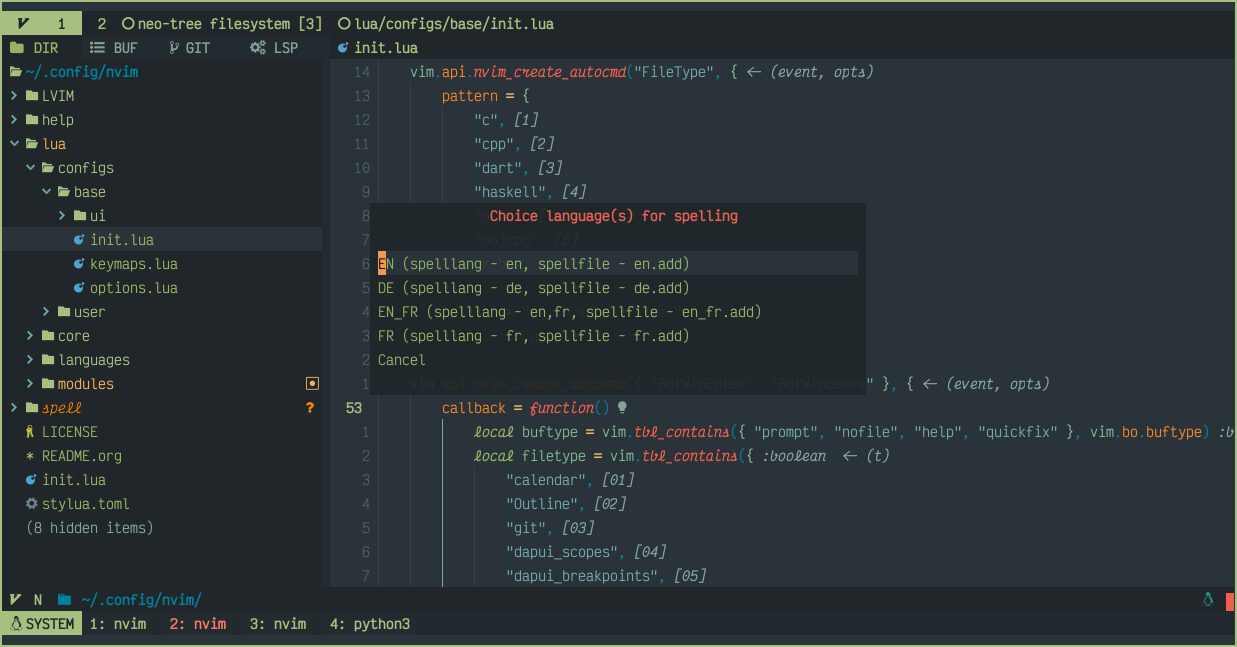 1 2 neo-tree filesystem [3] lua/configs/base/init.lua
DIR BUF GIT LSP init.lua
~/.config/nvim
LVIM
help
lua
configs
base
ui
init.lua
keymaps.lua
options.lua
user
core
languages
modules
spell ?
LICENSE
* README.org
init.lua
stylua.toml
(8 hidden items)
14 vim.api.nvim_create_autocmd("FileType", { <- (event, opts)
13 pattern = {
12 "c", [1]
11 "cpp", [2]
10 "dart", [3]
9 "haskell", [4]
8
7 "objcpp", [6]
6
5
4
3
2
1 vim.api.nvim_create_autocmd({ "BufWinEnter", "BufWinLeave" }, { <- (event, opts)
53 callback = function()
1 local buftype = vim.tbl_contains({ "prompt", "nofile", "help", "quickfix" }, vim.bo.buftype) :b
2 local filetype = vim.tbl_contains({ :boolean <- (t)
3 "calendar", [01]
4 "Outline", [02]
5 "git", [03]
6 "dapui_scopes", [04]
7 "dapui_breakpoints", [05]
Choice language(s) for spelling
EN (spelllang - en, spellfile - en.add)
DE (spelllang - de, spellfile - de.add)
EN_FR (spelllang - en,fr, spellfile - en_fr.add)
FR (spelllang - fr, spellfile - fr.add)
Cancel
N ~/.config/nvim/
SYSTEM 1: nvim 2: nvim 3: nvim 4: python3